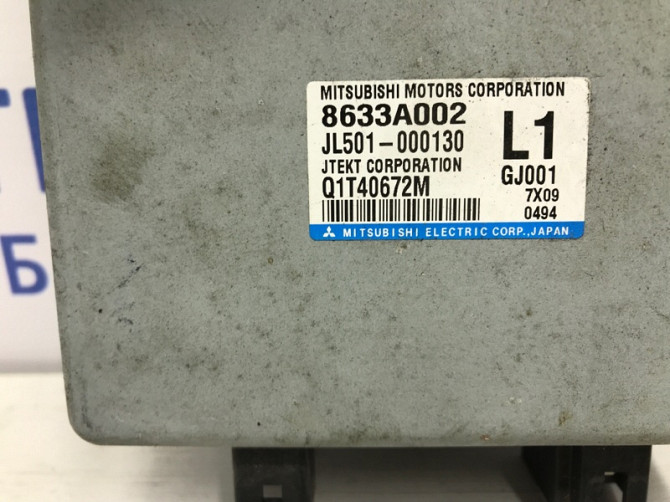 MITSUBISHI MOTORS CORPORATION
8633A002
JL501-000130
L1
JTEKT CORPORATION
GJ001
Q1T40672M
7X09
0494
MITSUBISHI ELECTRIC CORP.,JAPAN